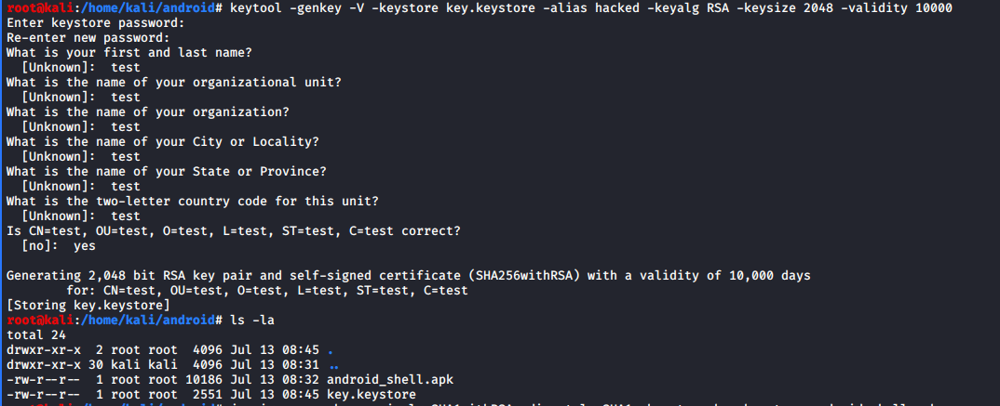 root@kali:/home/kali/android# keytool -genkey -V -keystore key.keystore -alias hacked -keyalg RSA -keysize 2048 -validity 10000
Enter keystore password:
Re-enter new password:
What is your first and last name?
  [Unknown]:  test
What is the name of your organizational unit?
  [Unknown]:  test
What is the name of your organization?
  [Unknown]:  test
What is the name of your City or Locality?
  [Unknown]:  test
What is the name of your State or Province?
  [Unknown]:  test
What is the two-letter country code for this unit?
  [Unknown]:  test
Is CN=test, OU=test, O=test, L=test, ST=test, C=test correct?
  [no]:  yes

Generating 2,048 bit RSA key pair and self-signed certificate (SHA256withRSA) with a validity of 10,000 days
        for: CN=test, OU=test, O=test, L=test, ST=test, C=test
[Storing key.keystore]
root@kali:/home/kali/android# ls -la
total 24
drwxr-xr-x  2 root root  4096 Jul 13 08:45 .
drwxr-xr-x 30 kali kali  4096 Jul 13 08:31 ..
-rw-r--r--  1 root root 10186 Jul 13 08:32 android_shell.apk
-rw-r--r--  1 root root  2551 Jul 13 08:45 key.keystore